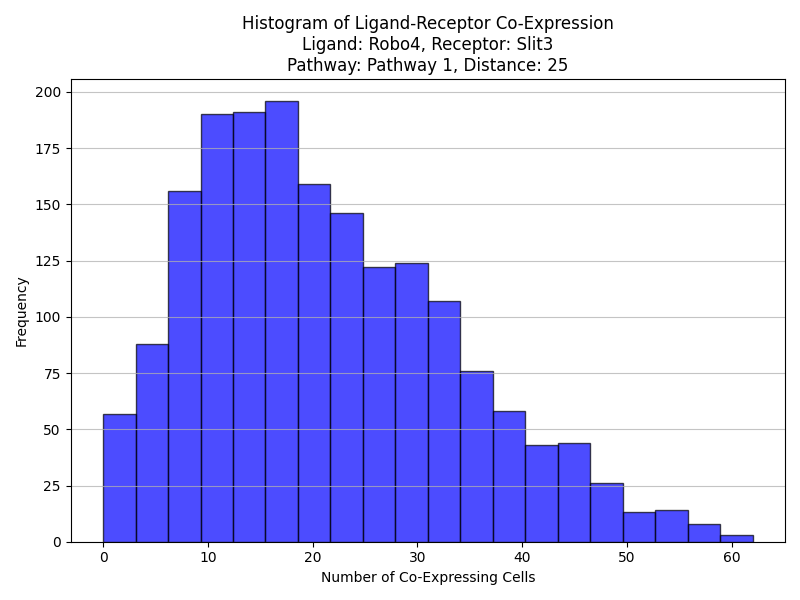 Histogram of Ligand-Receptor Co-Expression
Ligand: Robo4, Receptor: Slit3
Pathway: Pathway 1, Distance: 25
200
175
150
125
100
75
50
25
0
Frequency
0 10 20 30 40 50 60
Number of Co-Expressing Cells